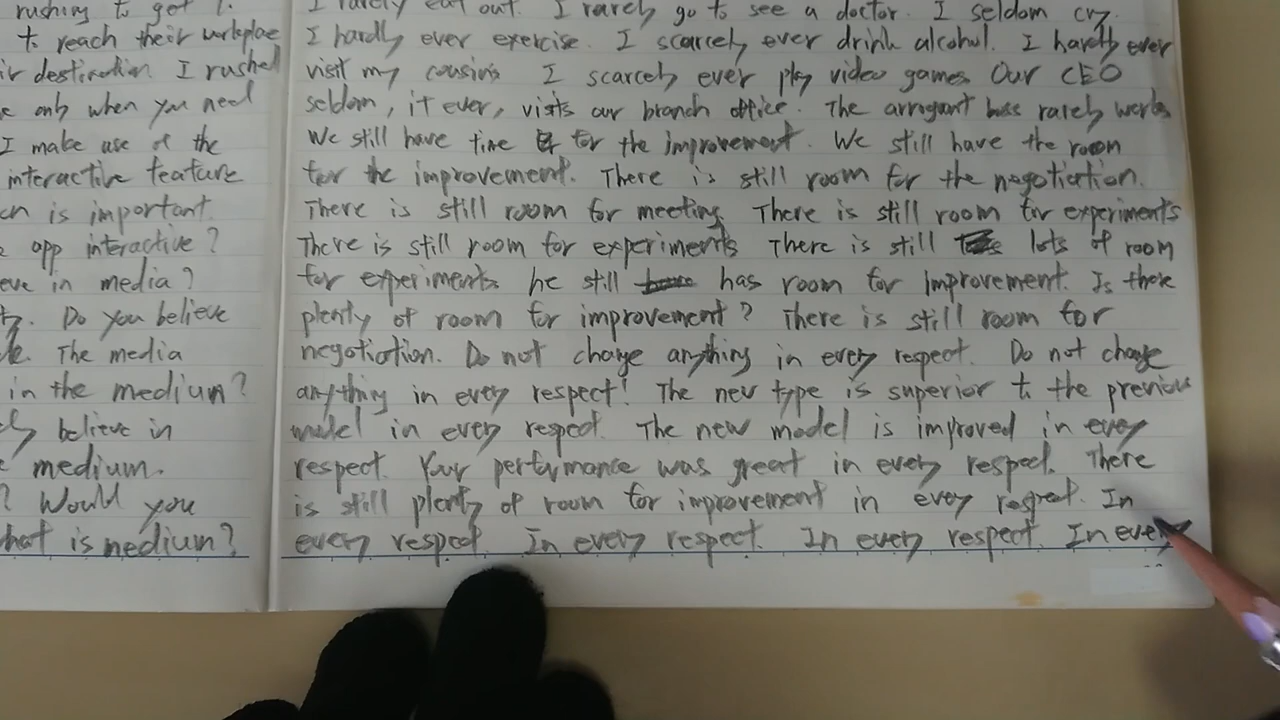 rushing to get t
to reach their workplace
ir destination. I rushed
e only when you need
I make use of the
interactive feature
is important.
app interactive?
eve in media?
Do you believe
The media
in the medium?
believe in
medium.
? Would you
hat is medium?
I rarely eat out. I rarely go to see a doctor. I seldom cry.
I hardly ever exercise. I scarcely ever drink alcohol. I hardly ever
visit my cousins I scarcely ever play video games Our CEO
seldom, if ever, visits our branch office. The arrogant boss rarely works
We still have time for the improvement. We still have the room
for the improvement. There is still room for the negotiation.
There is still room for meeting. There is still room for experiments
There is still room for experiments There is still lots of room
for experiments he still has room for improvement. Is there
plenty of room for improvement? There is still room for
negotiation. Do not change anything in every respect. Do not change
anything in every respect! The new type is superior to the previous
model in every respect. The new model is improved in every
respect. Your performance was great in every respect. There
is still plenty of room for improvement in every respect. In
every respect. In every respect. In every respect. In every